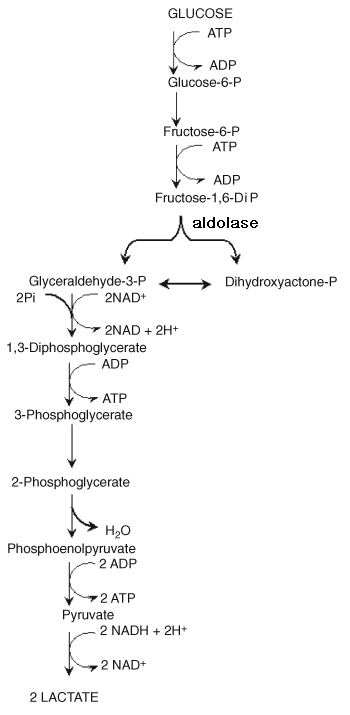 GLUCOSE
ATP
ADP
Glucose-6-P
Fructose-6-P
ATP
ADP
Fructose-1,6-Di P
aldolase
Glyceraldehyde-3-P
Dihydroxyactone-P
2Pi
2NAD⁺
2NAD + 2H⁺
1,3-Diphosphoglycerate
ADP
ATP
3-Phosphoglycerate
2-Phosphoglycerate
H₂O
Phosphoenolpyruvate
2 ADP
2 ATP
Pyruvate
2 NADH + 2H⁺
2 NAD⁺
2 LACTATE